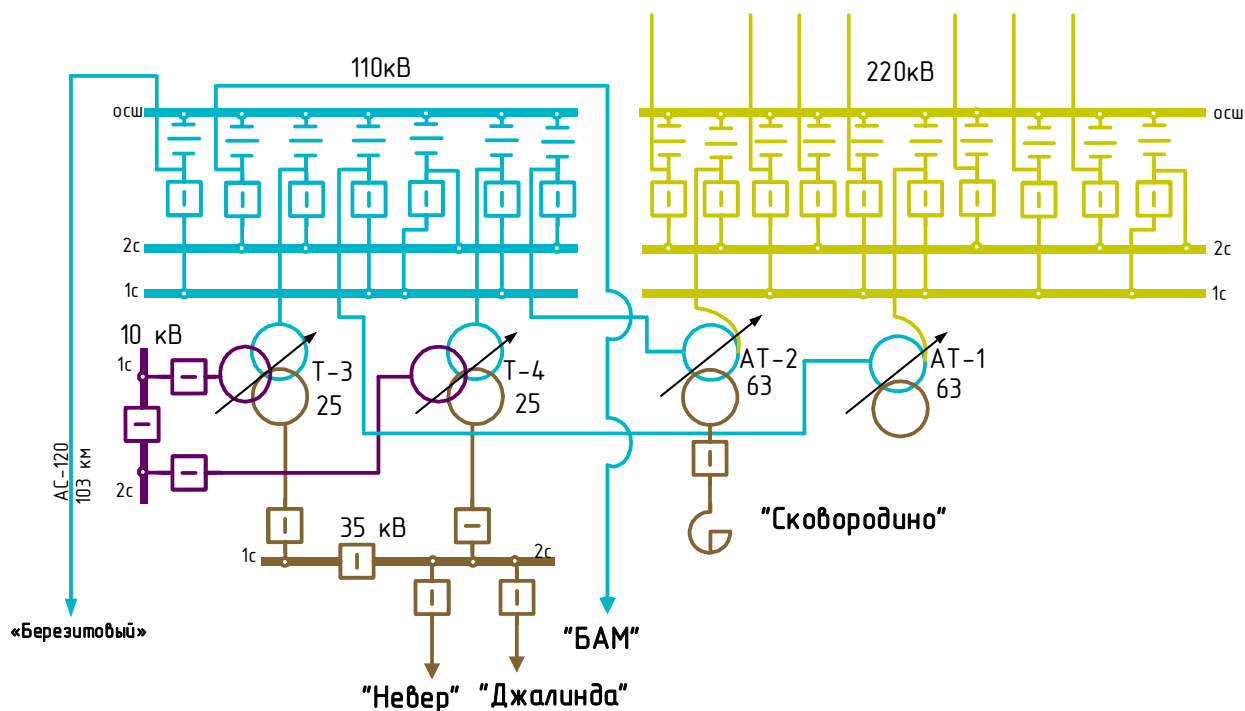 110кВ
220кВ
осш
осш
2с
2с
1с
1с
10 кВ
1с
Т-3
25
Т-4
25
АТ-2
63
АТ-1
63
2с
АС-120
103 км
35 кВ
1с
2с
"Сковородино"
«Березитовый»
"БАМ"
"Невер"
"Джалинда"